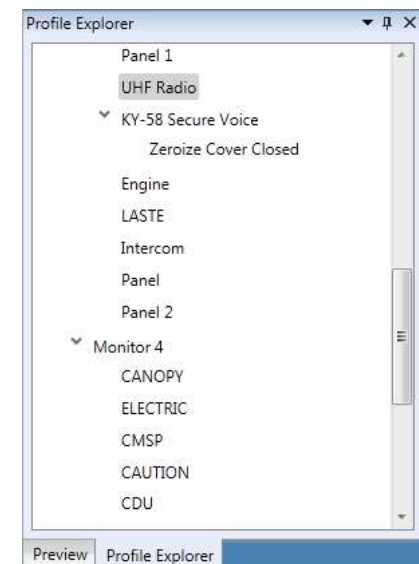 Profile Explorer
Panel 1
UHF Radio
KY-58 Secure Voice
Zeroize Cover Closed
Engine
LASTE
Intercom
Panel
Panel 2
Monitor 4
CANOPY
ELECTRIC
CMSP
CAUTION
CDU
Preview Profile Explorer